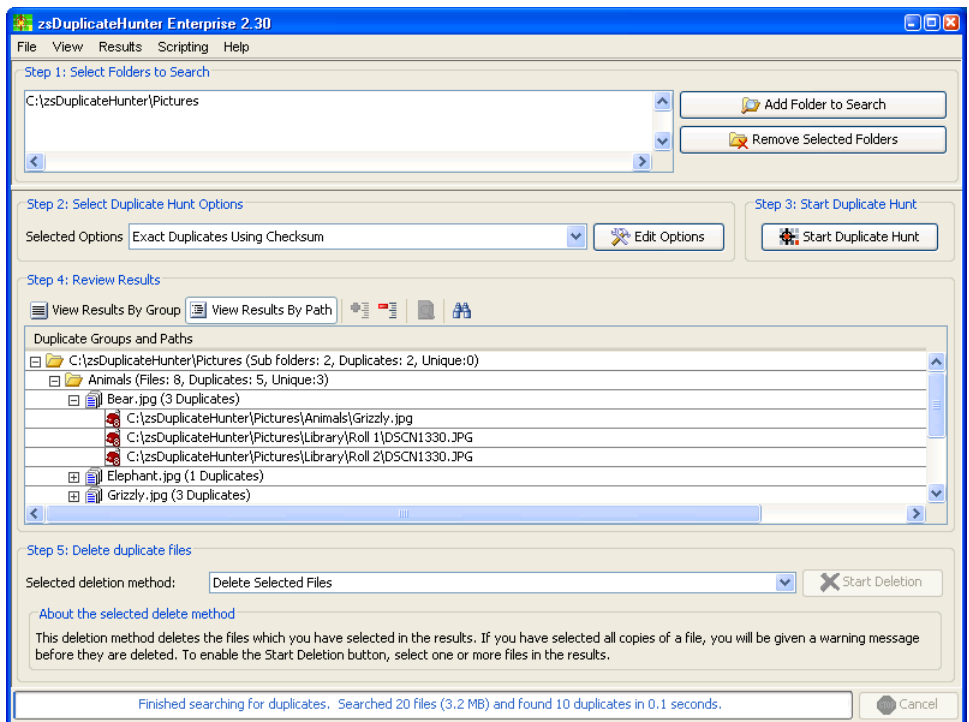 zsDuplicateHunter Enterprise 2.30
File View Results Scripting Help
Step 1: Select Folders to Search
C:\zsDuplicateHunter\Pictures
Add Folder to Search
Remove Selected Folders
Step 2: Select Duplicate Hunt Options
Step 3: Start Duplicate Hunt
Selected Options Exact Duplicates Using Checksum
Edit Options
Start Duplicate Hunt
Step 4: Review Results
View Results By Group View Results By Path
Duplicate Groups and Paths
C:\zsDuplicateHunter\Pictures (Sub folders: 2, Duplicates: 2, Unique:0)
Animals (Files: 8, Duplicates: 5, Unique:3)
Bear.jpg (3 Duplicates)
C:\zsDuplicateHunter\Pictures\Animals\Grizzly.jpg
C:\zsDuplicateHunter\Pictures\Library\Roll 1\DSCN1330.JPG
C:\zsDuplicateHunter\Pictures\Library\Roll 2\DSCN1330.JPG
Elephant.jpg (1 Duplicates)
Grizzly.jpg (3 Duplicates)
Step 5: Delete duplicate files
Selected deletion method: Delete Selected Files
Start Deletion
About the selected delete method
This deletion method deletes the files which you have selected in the results. If you have selected all copies of a file, you will be given a warning message
before they are deleted. To enable the Start Deletion button, select one or more files in the results.
Finished searching for duplicates. Searched 20 files (3.2 MB) and found 10 duplicates in 0.1 seconds.
Cancel